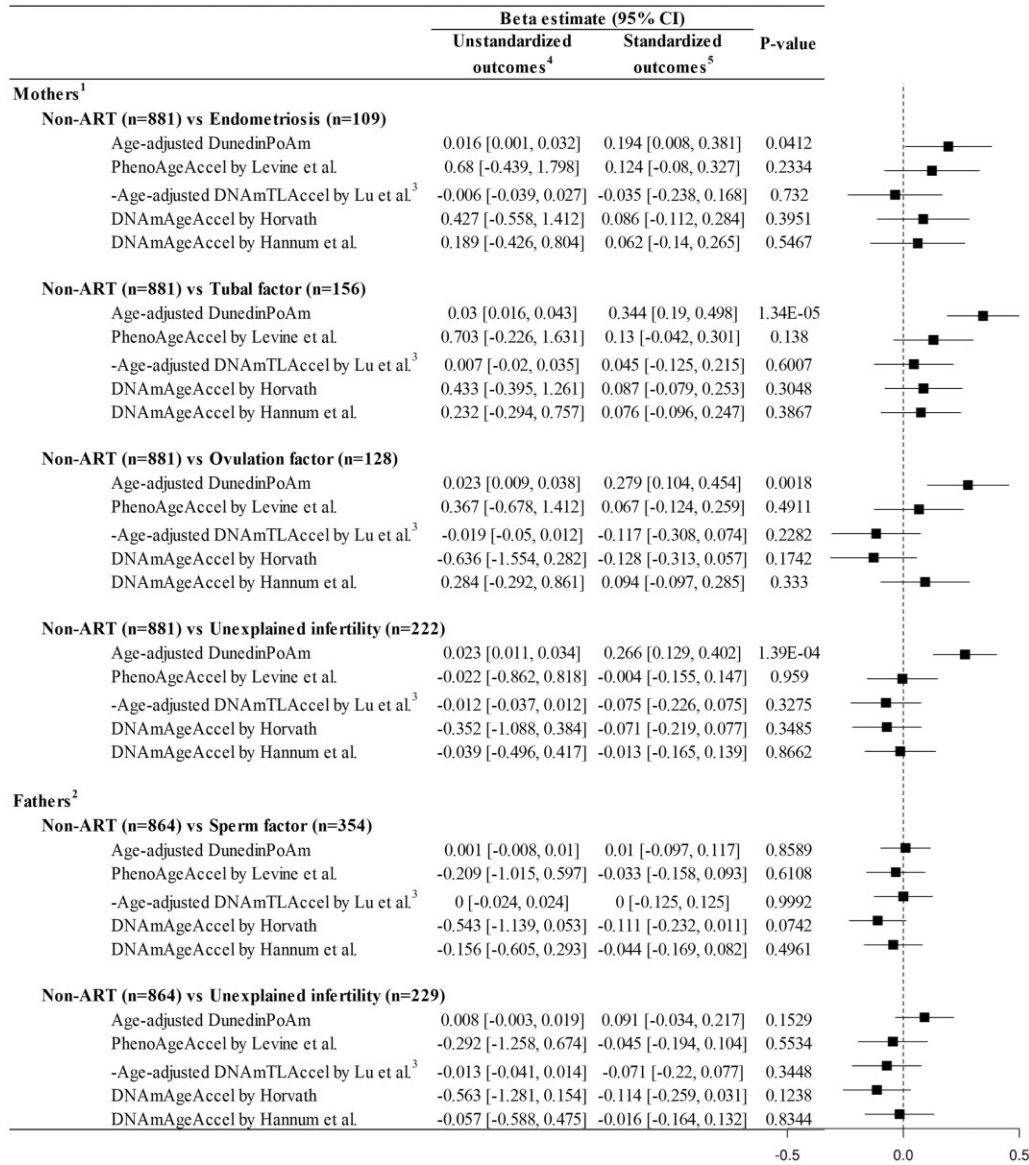 Beta estimate (95% CI)
Unstandardized outcomes4 Standardized outcomes5 P-value
Mothers1
Non-ART (n=881) vs Endometriosis (n=109)
Age-adjusted DunedinPoAm 0.016 [0.001, 0.032] 0.194 [0.008, 0.381] 0.0412
PhenoAgeAccel by Levine et al. 0.68 [-0.439, 1.798] 0.124 [-0.08, 0.327] 0.2334
-Age-adjusted DNAmTLAccel by Lu et al.3 -0.006 [-0.039, 0.027] -0.035 [-0.238, 0.168] 0.732
DNAmAgeAccel by Horvath 0.427 [-0.558, 1.412] 0.086 [-0.112, 0.284] 0.3951
DNAmAgeAccel by Hannum et al. 0.189 [-0.426, 0.804] 0.062 [-0.14, 0.265] 0.5467
Non-ART (n=881) vs Tubal factor (n=156)
Age-adjusted DunedinPoAm 0.03 [0.016, 0.043] 0.344 [0.19, 0.498] 1.34E-05
PhenoAgeAccel by Levine et al. 0.703 [-0.226, 1.631] 0.13 [-0.042, 0.301] 0.138
-Age-adjusted DNAmTLAccel by Lu et al.3 0.007 [-0.02, 0.035] 0.045 [-0.125, 0.215] 0.6007
DNAmAgeAccel by Horvath 0.433 [-0.395, 1.261] 0.087 [-0.079, 0.253] 0.3048
DNAmAgeAccel by Hannum et al. 0.232 [-0.294, 0.757] 0.076 [-0.096, 0.247] 0.3867
Non-ART (n=881) vs Ovulation factor (n=128)
Age-adjusted DunedinPoAm 0.023 [0.009, 0.038] 0.279 [0.104, 0.454] 0.0018
PhenoAgeAccel by Levine et al. 0.367 [-0.678, 1.412] 0.067 [-0.124, 0.259] 0.4911
-Age-adjusted DNAmTLAccel by Lu et al.3 -0.019 [-0.05, 0.012] -0.117 [-0.308, 0.074] 0.2282
DNAmAgeAccel by Horvath -0.636 [-1.554, 0.282] -0.128 [-0.313, 0.057] 0.1742
DNAmAgeAccel by Hannum et al. 0.284 [-0.292, 0.861] 0.094 [-0.097, 0.285] 0.333
Non-ART (n=881) vs Unexplained infertility (n=222)
Age-adjusted DunedinPoAm 0.023 [0.011, 0.034] 0.266 [0.129, 0.402] 1.39E-04
PhenoAgeAccel by Levine et al. -0.022 [-0.862, 0.818] -0.004 [-0.155, 0.147] 0.959
-Age-adjusted DNAmTLAccel by Lu et al.3 -0.012 [-0.037, 0.012] -0.075 [-0.226, 0.075] 0.3275
DNAmAgeAccel by Horvath -0.352 [-1.088, 0.384] -0.071 [-0.219, 0.077] 0.3485
DNAmAgeAccel by Hannum et al. -0.039 [-0.496, 0.417] -0.013 [-0.165, 0.139] 0.8662
Fathers2
Non-ART (n=864) vs Sperm factor (n=354)
Age-adjusted DunedinPoAm 0.001 [-0.008, 0.01] 0.01 [-0.097, 0.117] 0.8589
PhenoAgeAccel by Levine et al. -0.209 [-1.015, 0.597] -0.033 [-0.158, 0.093] 0.6108
-Age-adjusted DNAmTLAccel by Lu et al.3 0 [-0.024, 0.024] 0 [-0.125, 0.125] 0.9992
DNAmAgeAccel by Horvath -0.543 [-1.139, 0.053] -0.111 [-0.232, 0.011] 0.0742
DNAmAgeAccel by Hannum et al. -0.156 [-0.605, 0.293] -0.044 [-0.169, 0.082] 0.4961
Non-ART (n=864) vs Unexplained infertility (n=229)
Age-adjusted DunedinPoAm 0.008 [-0.003, 0.019] 0.091 [-0.034, 0.217] 0.1529
PhenoAgeAccel by Levine et al. -0.292 [-1.258, 0.674] -0.045 [-0.194, 0.104] 0.5534
-Age-adjusted DNAmTLAccel by Lu et al.3 -0.013 [-0.041, 0.014] -0.071 [-0.22, 0.077] 0.3448
DNAmAgeAccel by Horvath -0.563 [-1.281, 0.154] -0.114 [-0.259, 0.031] 0.1238
DNAmAgeAccel by Hannum et al. -0.057 [-0.588, 0.475] -0.016 [-0.164, 0.132] 0.8344
-0.5 0.0 0.5